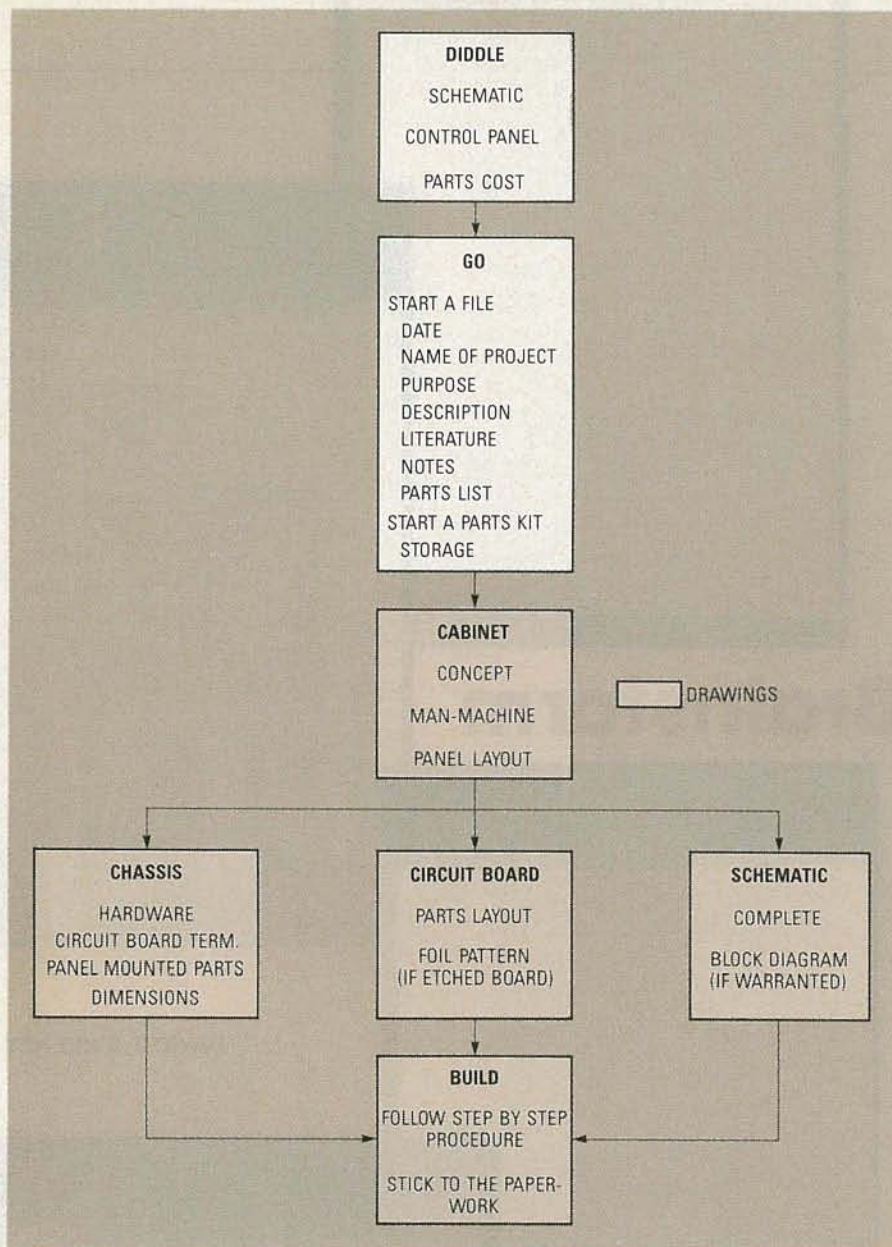 DIDDLE
SCHEMATIC
CONTROL PANEL
PARTS COST
GO
START A FILE
DATE
NAME OF PROJECT
PURPOSE
DESCRIPTION
LITERATURE
NOTES
PARTS LIST
START A PARTS KIT
STORAGE
CABINET
CONCEPT
MAN-MACHINE
PANEL LAYOUT
DRAWINGS
CHASSIS
HARDWARE
CIRCUIT BOARD TERM.
PANEL MOUNTED PARTS
DIMENSIONS
CIRCUIT BOARD
PARTS LAYOUT
FOIL PATTERN
(IF ETCHED BOARD)
SCHEMATIC
COMPLETE
BLOCK DIAGRAM
(IF WARRANTED)
BUILD
FOLLOW STEP BY STEP
PROCEDURE
STICK TO THE PAPER-
WORK